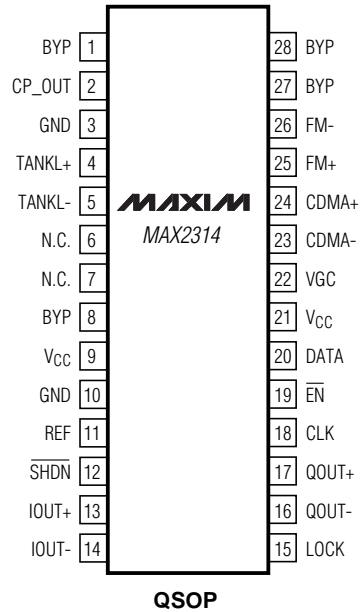 BYP 1
CP_OUT 2
GND 3
TANKL+ 4
TANKL- 5
N.C. 6
N.C. 7
BYP 8
VCC 9
GND 10
REF 11
S̅H̅D̅N̅ 12
IOUT+ 13
IOUT- 14
MAXIM
MAX2314
28 BYP
27 BYP
26 FM-
25 FM+
24 CDMA+
23 CDMA-
22 VGC
21 VCC
20 DATA
19 E̅N̅
18 CLK
17 QOUT+
16 QOUT-
15 LOCK
QSOP